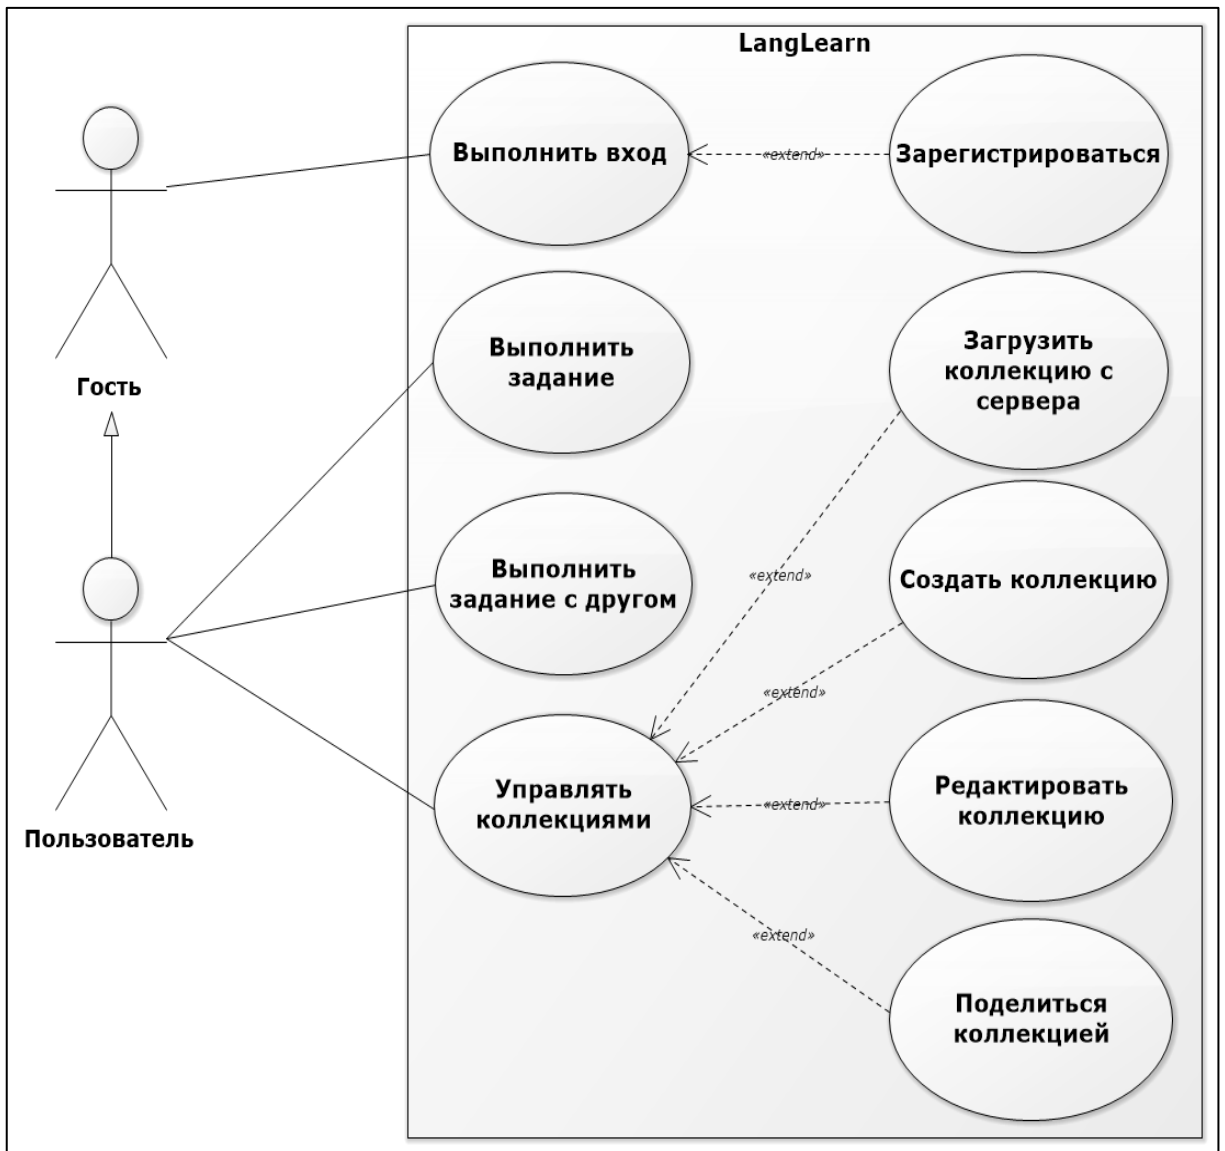 LangLearn
Выполнить вход
«extend»
Зарегистрироваться
Гость
Выполнить
задание
Загрузить
коллекцию с
сервера
Выполнить
задание с другом
«extend»
Создать коллекцию
«extend»
Пользователь
Управлять
коллекциями
«extend»
Редактировать
коллекцию
«extend»
Поделиться
коллекцией